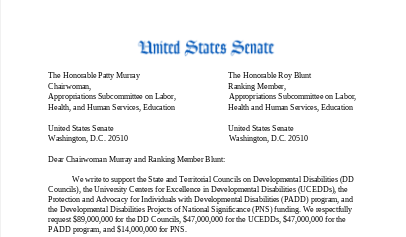 United States Senate
The Honorable Patty Murray
Chairwoman,
Appropriations Subcommittee on Labor,
Health, and Human Services, Education
United States Senate
Washington, D.C. 20510
The Honorable Roy Blunt
Ranking Member,
Appropriations Subcommittee on Labor,
Health and Human Services, Education
United States Senate
Washington, D.C. 20510
Dear Chairwoman Murray and Ranking Member Blunt:
We write to support the State and Territorial Councils on Developmental Disabilities (DD
Councils), the University Centers for Excellence in Developmental Disabilities (UCEDDs), the
Protection and Advocacy for Individuals with Developmental Disabilities (PADD) program, and
the Developmental Disabilities Projects of National Significance (PNS) funding. We respectfully
request $89,000,000 for the DD Councils, $47,000,000 for the UCEDDs, $47,000,000 for the
PADD program, and $14,000,000 for PNS.